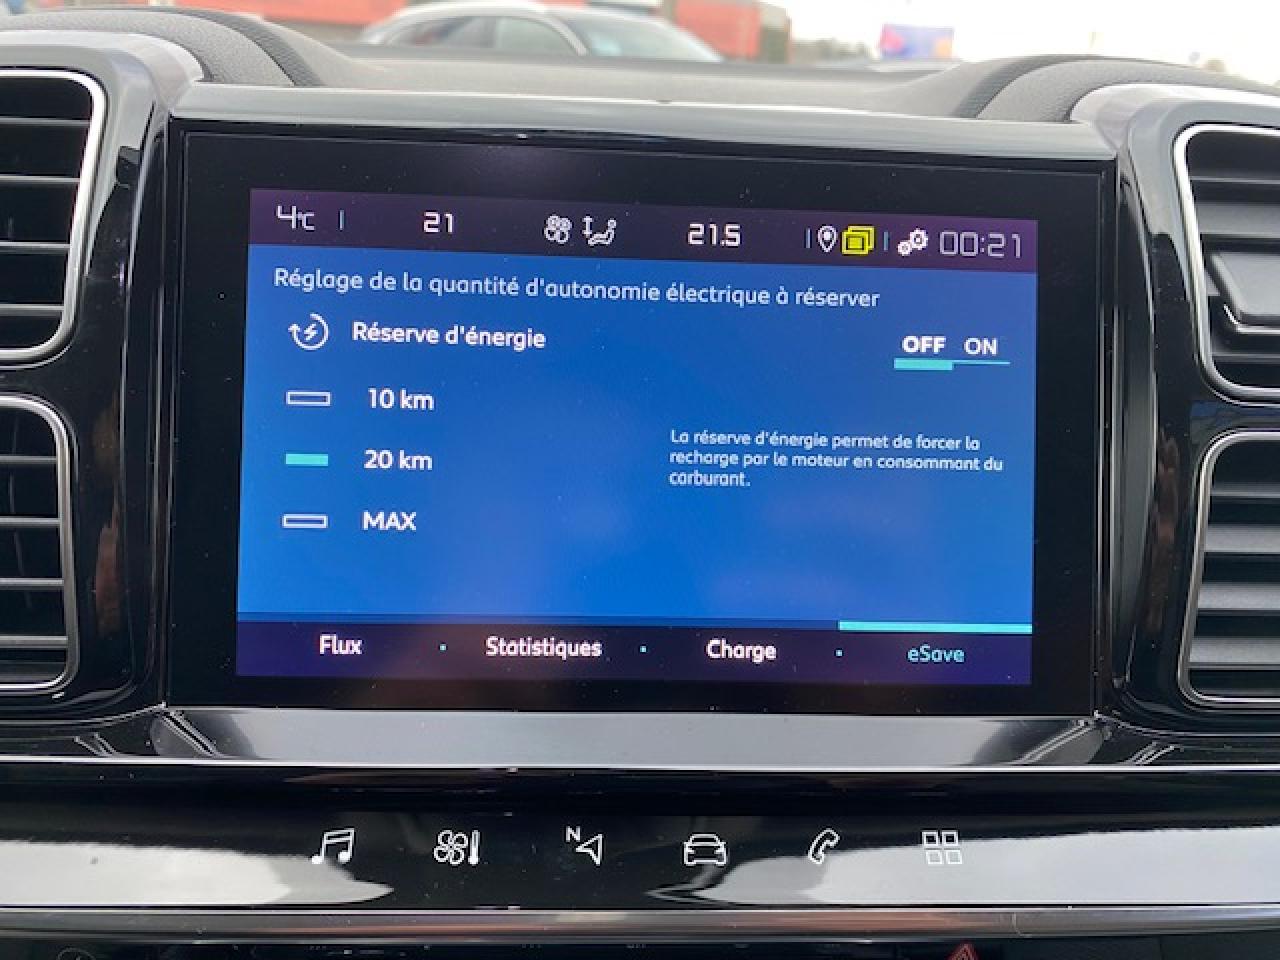 4°C 21 21.5 00:21
Réglage de la quantité d'autonomie électrique à réserver
Réserve d'énergie
OFF ON
10 km
20 km
MAX
La réserve d'énergie permet de forcer la
recharge par le moteur en consommant du
carburant.
Flux · Statistiques · Charge · eSave
N